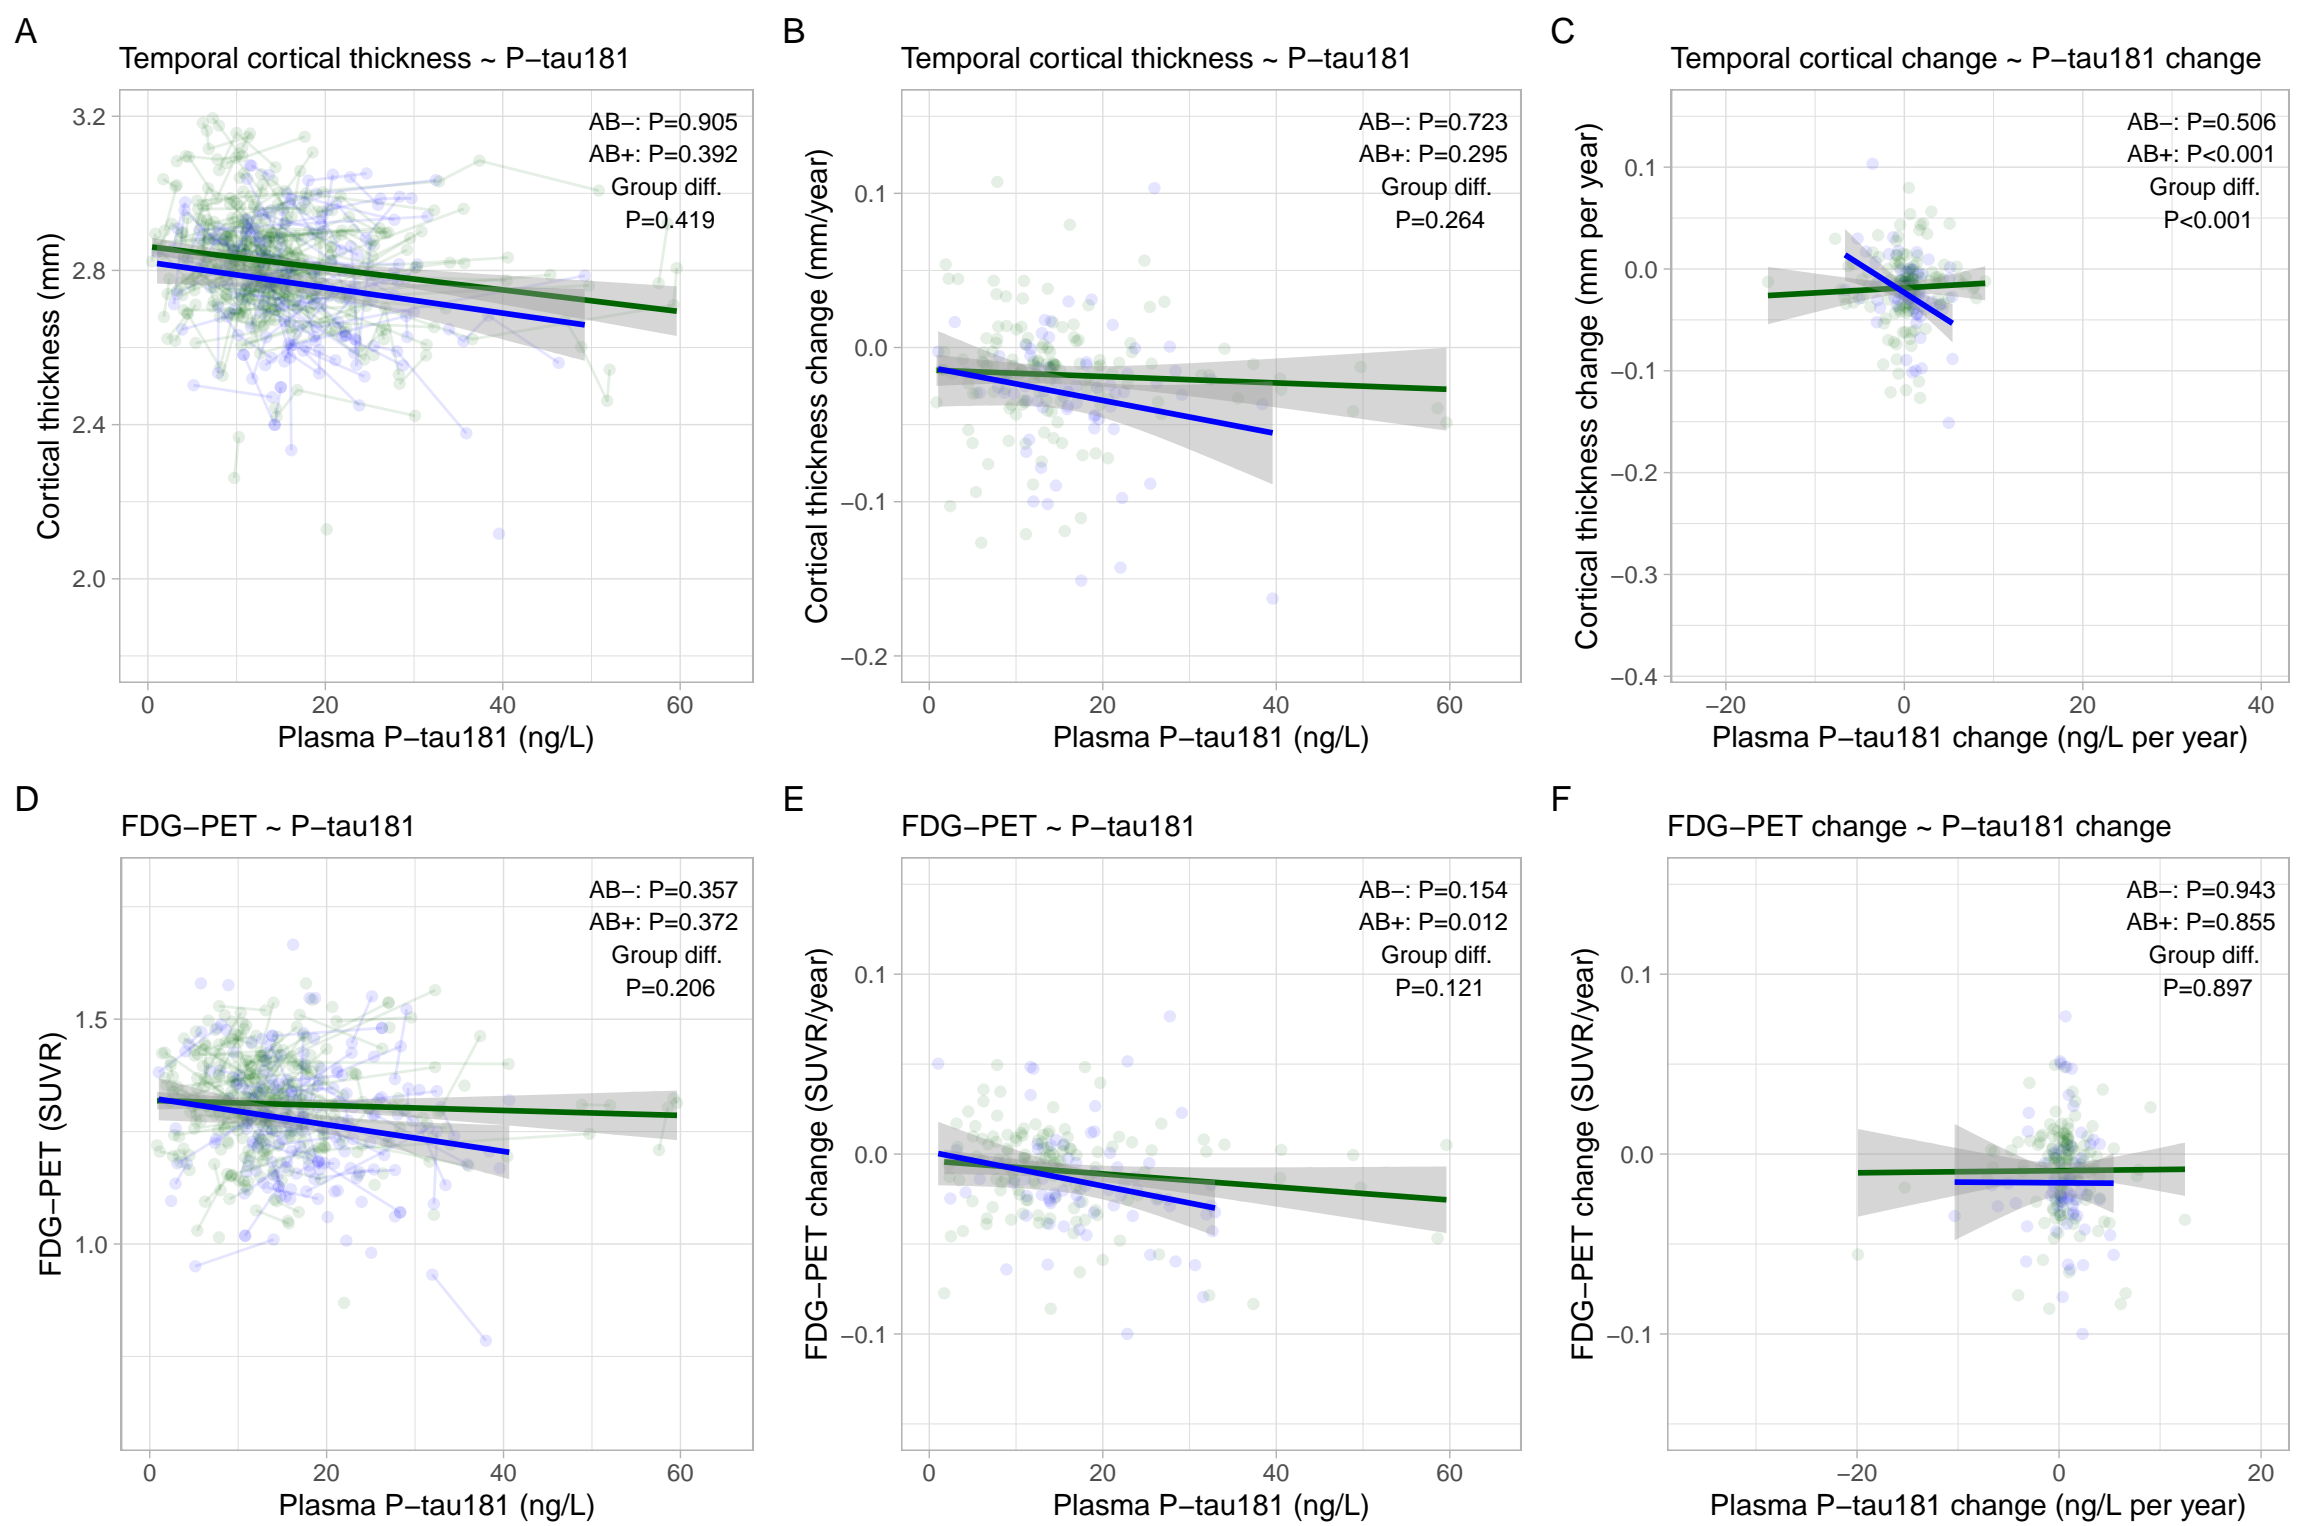 A
Temporal cortical thickness ~ P−tau181
AB−: P=0.905
AB+: P=0.392
Group diff.
P=0.419
3.2
2.8
2.4
2.0
Cortical thickness (mm)
0 20 40 60
Plasma P−tau181 (ng/L)
B
Temporal cortical thickness ~ P−tau181
AB−: P=0.723
AB+: P=0.295
Group diff.
P=0.264
0.1
0.0
−0.1
−0.2
Cortical thickness change (mm/year)
0 20 40 60
Plasma P−tau181 (ng/L)
C
Temporal cortical change ~ P−tau181 change
AB−: P=0.506
AB+: P<0.001
Group diff.
P<0.001
0.1
0.0
−0.1
−0.2
−0.3
−0.4
Cortical thickness change (mm per year)
−20 0 20 40
Plasma P−tau181 change (ng/L per year)
D
FDG−PET ~ P−tau181
AB−: P=0.357
AB+: P=0.372
Group diff.
P=0.206
1.5
1.0
FDG−PET (SUVR)
0 20 40 60
Plasma P−tau181 (ng/L)
E
FDG−PET ~ P−tau181
AB−: P=0.154
AB+: P=0.012
Group diff.
P=0.121
0.1
0.0
−0.1
FDG−PET change (SUVR/year)
0 20 40 60
Plasma P−tau181 (ng/L)
F
FDG−PET change ~ P−tau181 change
AB−: P=0.943
AB+: P=0.855
Group diff.
P=0.897
0.1
0.0
−0.1
FDG−PET change (SUVR/year)
−20 0 20
Plasma P−tau181 change (ng/L per year)